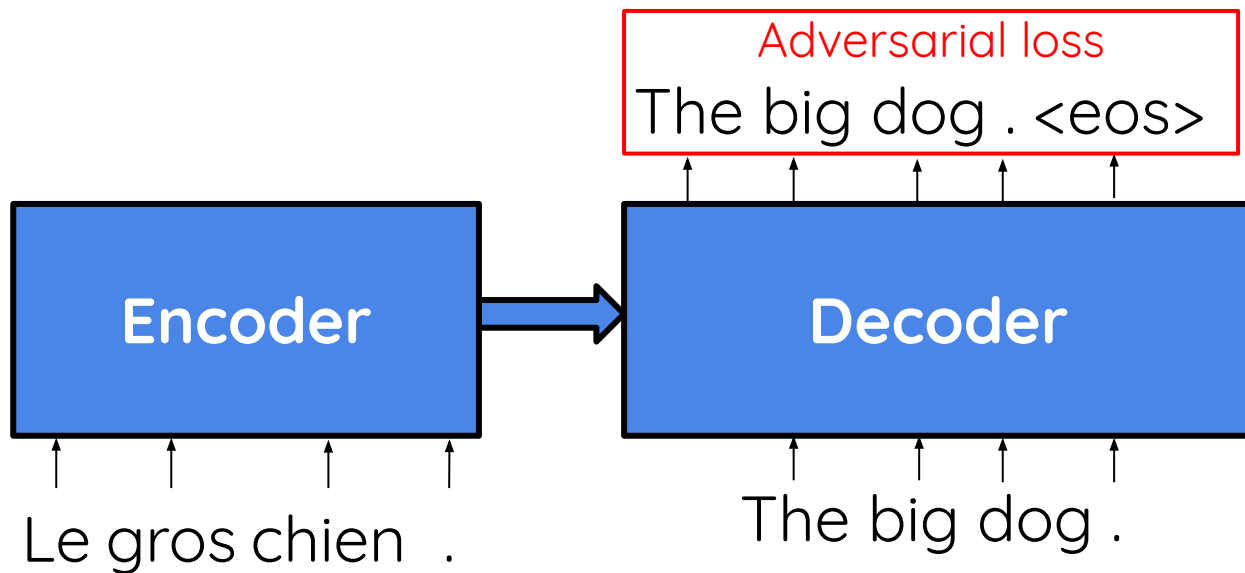 Adversarial loss
The big dog . <eos>
Encoder
Decoder
Le gros chien .
The big dog .